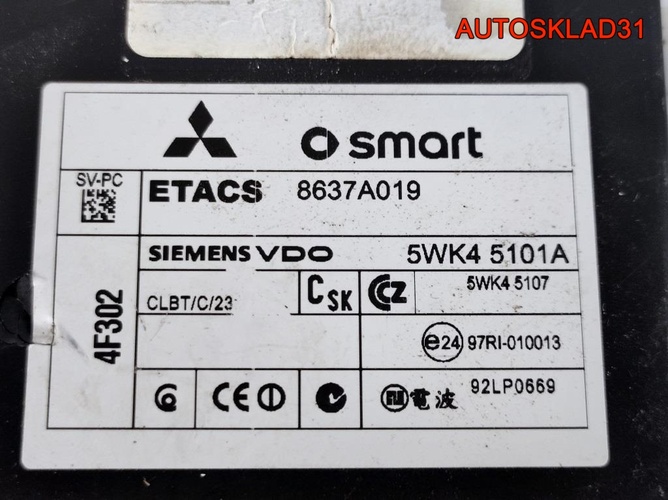 AUTOSKLAD31
smart
SV-PC
ETACS 8637A019
SIEMENS VDO 5WK4 5101A
4F302
CLBT/C/23
CSK
5WK4 5107
e24 97RI-010013
CE
電波 92LP0669